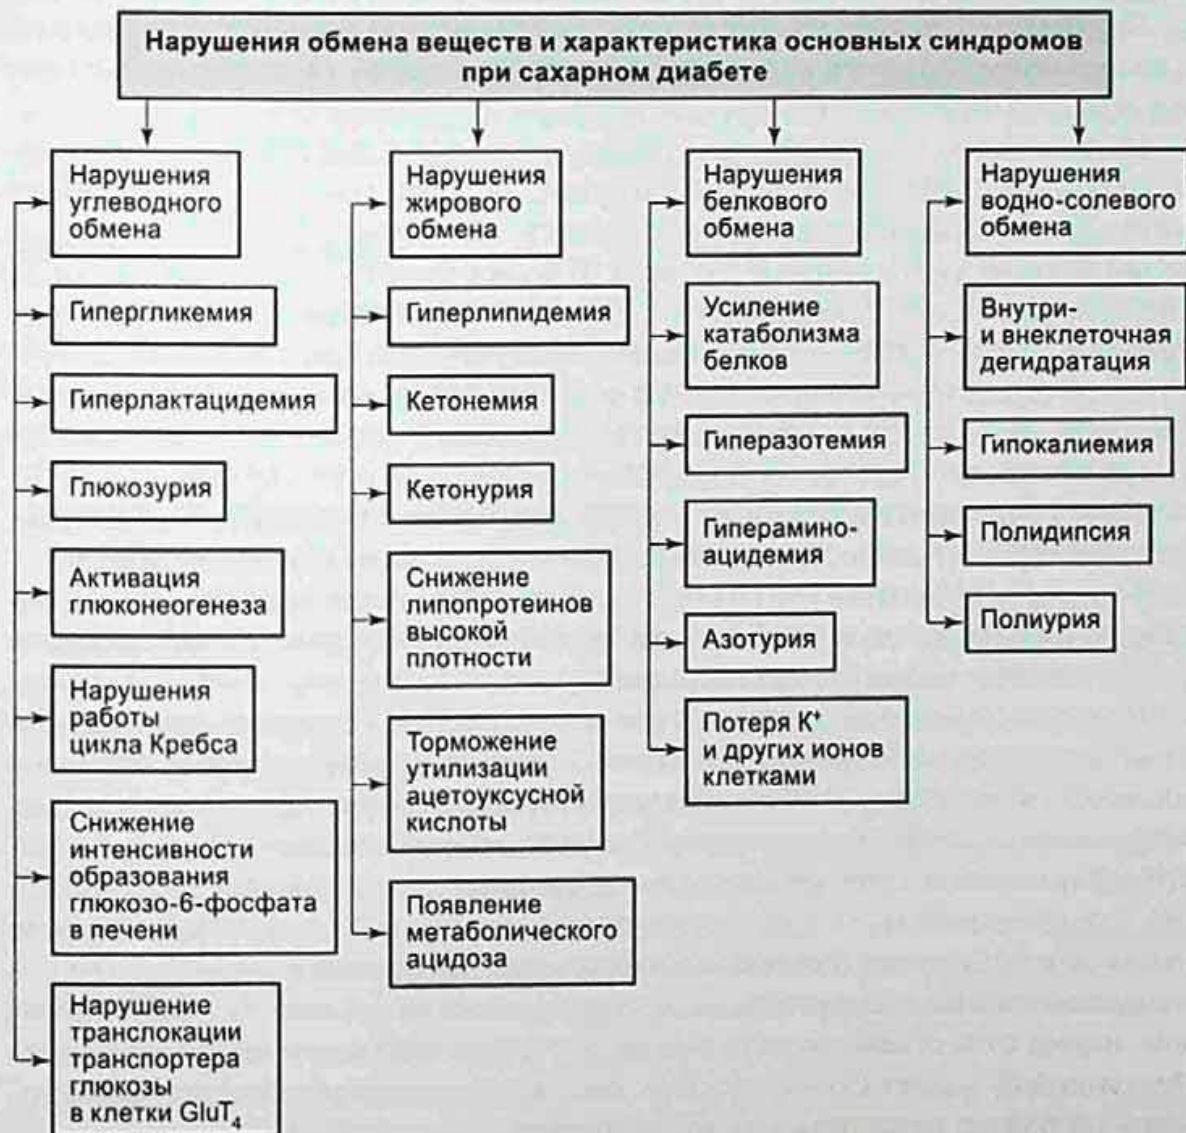 Нарушения обмена веществ и характеристика основных синдромов
при сахарном диабете
Нарушения
углеводного
обмена
Гипергликемия
Гиперлактацидемия
Глюкозурия
Активация
глюконеогенеза
Нарушения
работы
цикла Кребса
Снижение
интенсивности
образования
глюкозо-6-фосфата
в печени
Нарушение
транслокации
транспортера
глюкозы
в клетки GluT₄
Нарушения
жирового
обмена
Гиперлипидемия
Кетонемия
Кетонурия
Снижение
липопротеинов
высокой
плотности
Торможение
утилизации
ацетоуксусной
кислоты
Появление
метаболического
ацидоза
Нарушения
белкового
обмена
Усиление
катаболизма
белков
Гиперазотемия
Гиперамино-
ацидемия
Азотурия
Потеря К⁺
и других ионов
клетками
Нарушения
водно-солевого
обмена
Внутри-
и внеклеточная
дегидратация
Гипокалиемия
Полидипсия
Полиурия